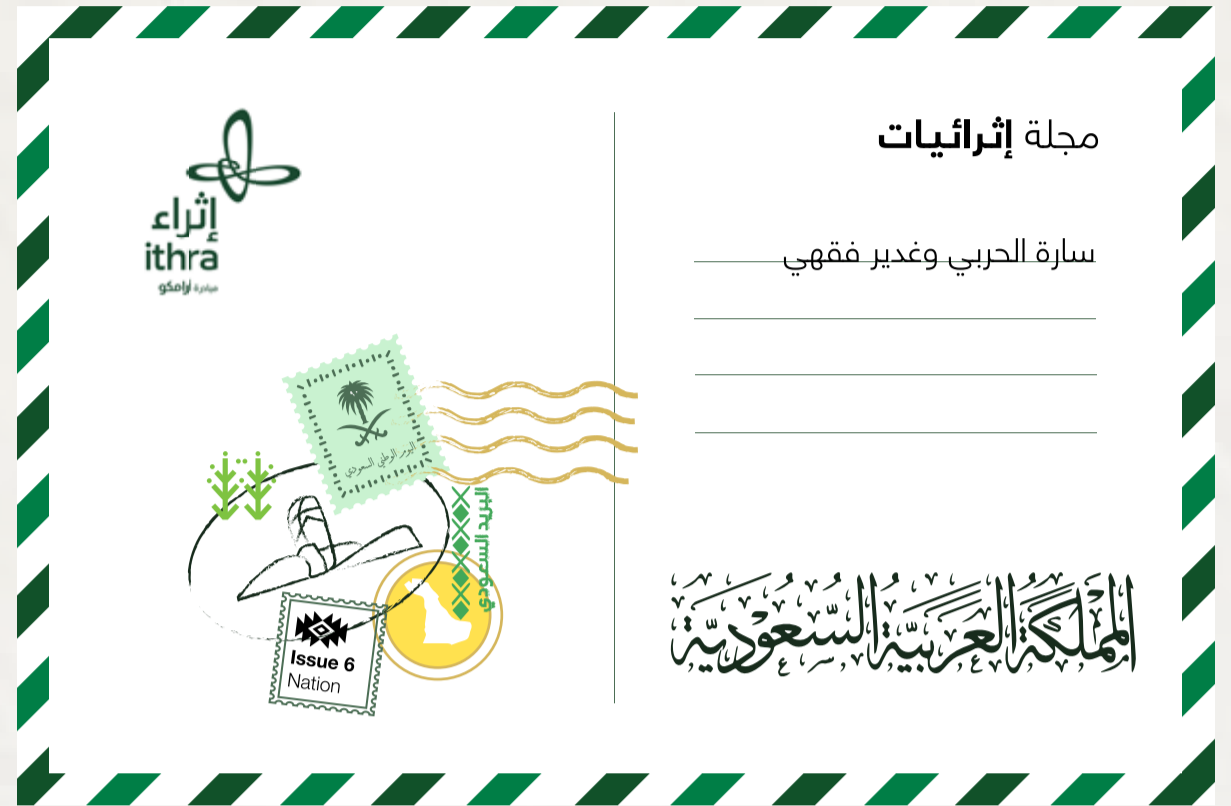 مجلة إثرائيات
سارة الحربي وغدير فقهي
إثراء
ithra
مبادرة أرامكو
اليوم الوطني السعودي
البريد السعودي
Issue 6
Nation
المملكة العربية السعودية